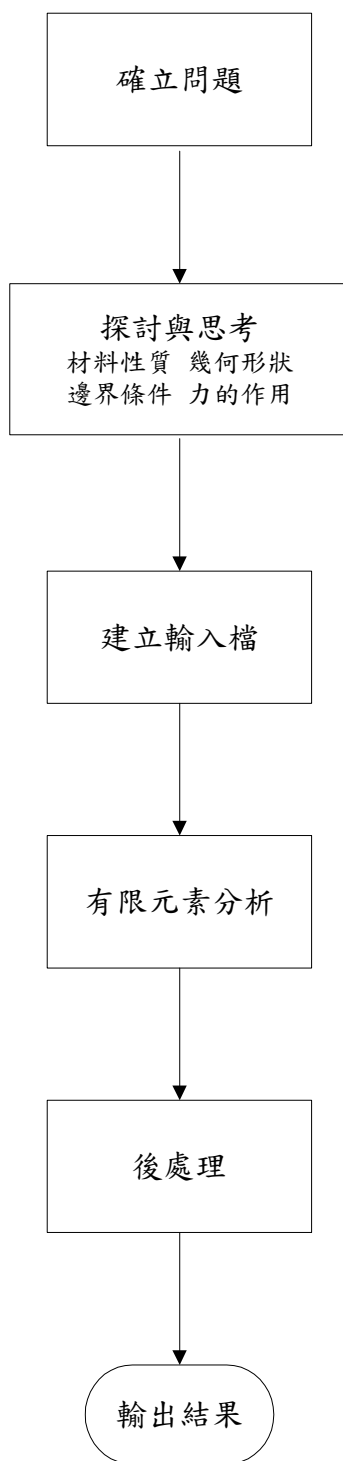 確立問題
探討與思考
材料性質 幾何形狀
邊界條件 力的作用
建立輸入檔
有限元素分析
後處理
輸出結果